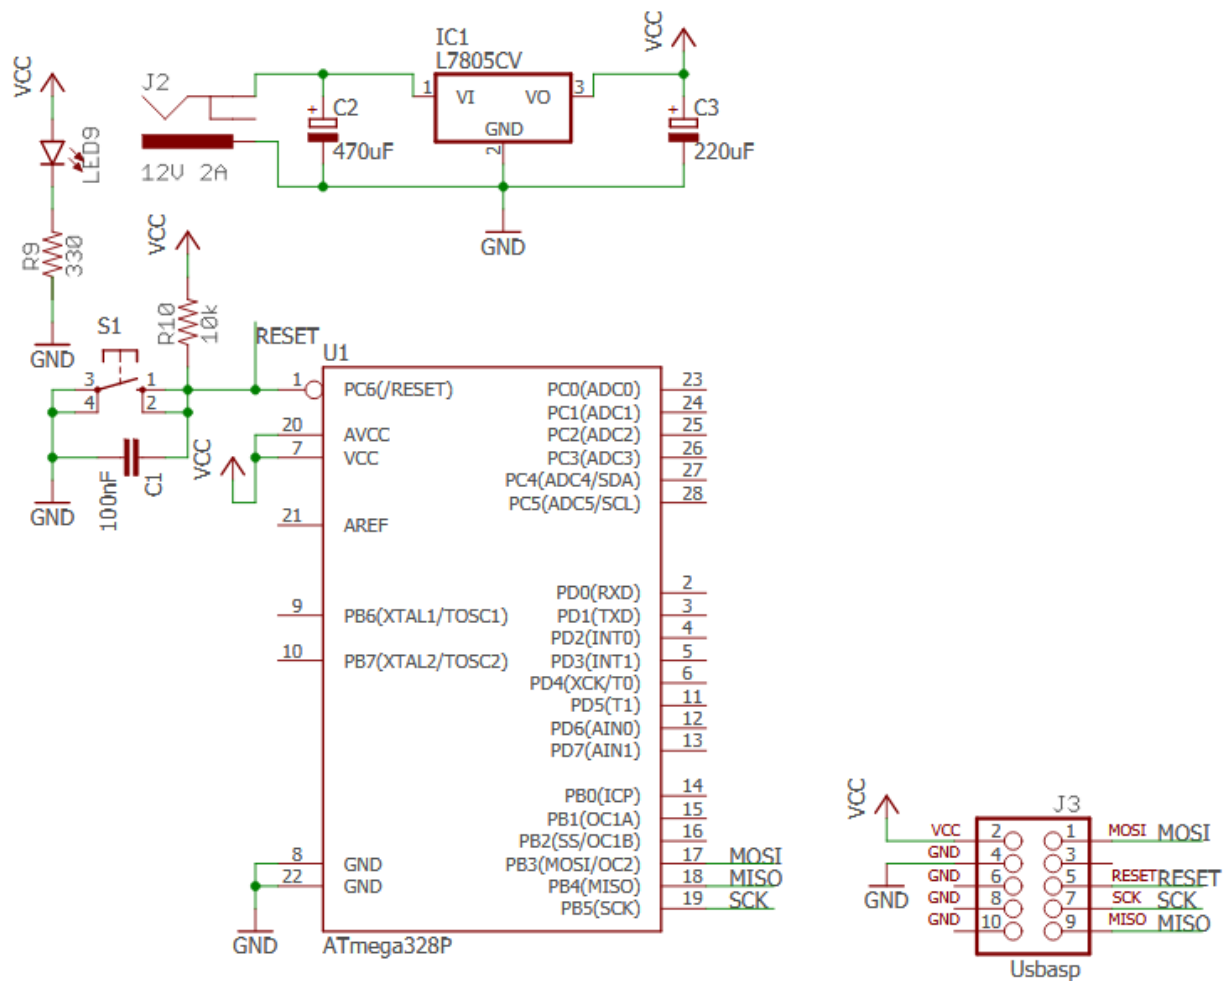 IC1
L7805CV
VCC
VCC
J2
1
VI
VO
3
GND
2
+
C2
470uF
+
C3
220uF
LED9
12V 2A
GND
VCC
R9
330
R10
10k
GND
S1
RESET
3
1
4
2
100nF
C1
GND
VCC
U1
1
PC6(/RESET)
20
AVCC
7
VCC
21
AREF
9
PB6(XTAL1/TOSC1)
10
PB7(XTAL2/TOSC2)
8
GND
22
GND
GND
PC0(ADC0)
23
PC1(ADC1)
24
PC2(ADC2)
25
PC3(ADC3)
26
PC4(ADC4/SDA)
27
PC5(ADC5/SCL)
28
PD0(RXD)
2
PD1(TXD)
3
PD2(INT0)
4
PD3(INT1)
5
PD4(XCK/T0)
6
PD5(T1)
11
PD6(AIN0)
12
PD7(AIN1)
13
PB0(ICP)
14
PB1(OC1A)
15
PB2(SS/OC1B)
16
PB3(MOSI/OC2)
17
MOSI
PB4(MISO)
18
MISO
PB5(SCK)
19
SCK
ATmega328P
VCC
J3
VCC
2
1
MOSI
MOSI
GND
4
3
GND
6
5
RESET
RESET
GND
GND
8
7
SCK
SCK
GND
10
9
MISO
MISO
Usbasp